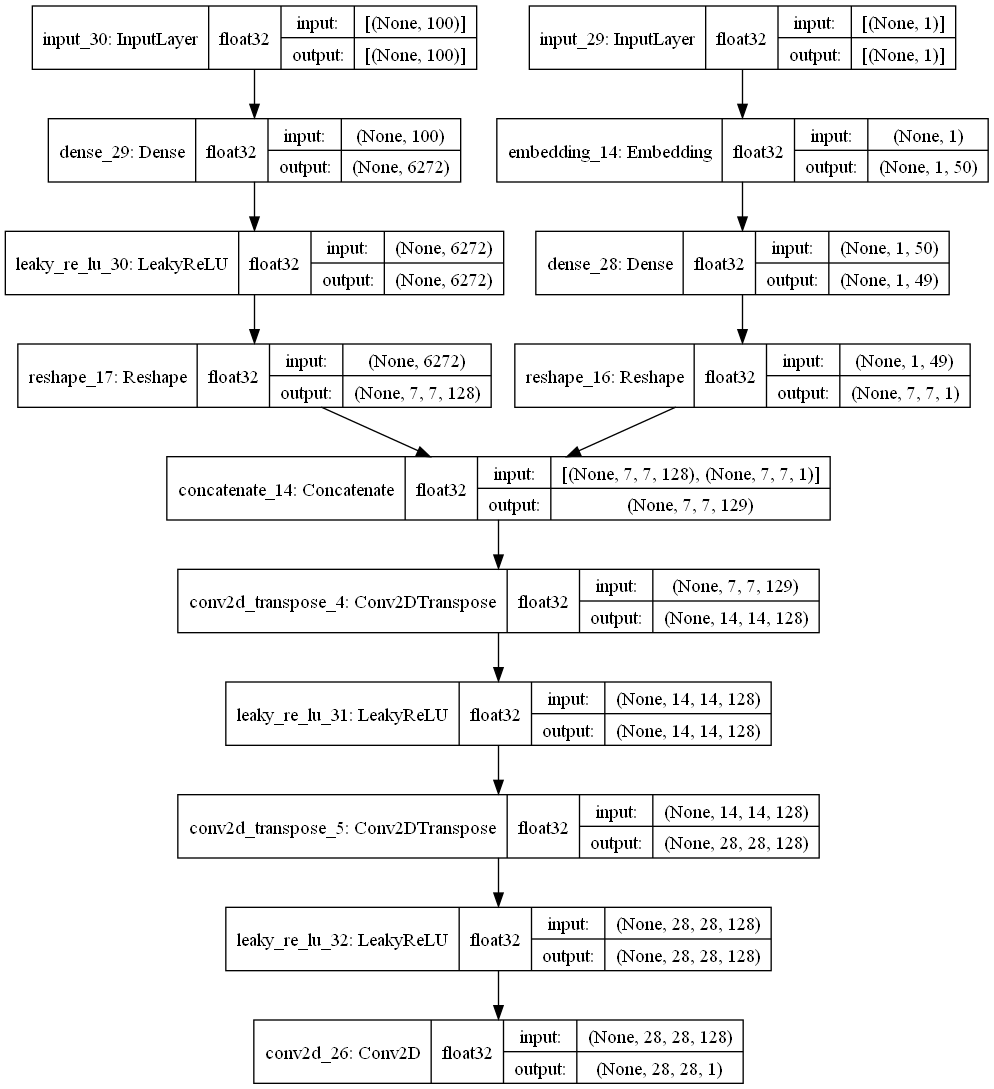 input_30: InputLayer float32 input: [(None, 100)]
output: [(None, 100)]
input_29: InputLayer float32 input: [(None, 1)]
output: [(None, 1)]
dense_29: Dense float32 input: (None, 100)
output: (None, 6272)
embedding_14: Embedding float32 input: (None, 1)
output: (None, 1, 50)
leaky_re_lu_30: LeakyReLU float32 input: (None, 6272)
output: (None, 6272)
dense_28: Dense float32 input: (None, 1, 50)
output: (None, 1, 49)
reshape_17: Reshape float32 input: (None, 6272)
output: (None, 7, 7, 128)
reshape_16: Reshape float32 input: (None, 1, 49)
output: (None, 7, 7, 1)
concatenate_14: Concatenate float32 input: [(None, 7, 7, 128), (None, 7, 7, 1)]
output: (None, 7, 7, 129)
conv2d_transpose_4: Conv2DTranspose float32 input: (None, 7, 7, 129)
output: (None, 14, 14, 128)
leaky_re_lu_31: LeakyReLU float32 input: (None, 14, 14, 128)
output: (None, 14, 14, 128)
conv2d_transpose_5: Conv2DTranspose float32 input: (None, 14, 14, 128)
output: (None, 28, 28, 128)
leaky_re_lu_32: LeakyReLU float32 input: (None, 28, 28, 128)
output: (None, 28, 28, 128)
conv2d_26: Conv2D float32 input: (None, 28, 28, 128)
output: (None, 28, 28, 1)